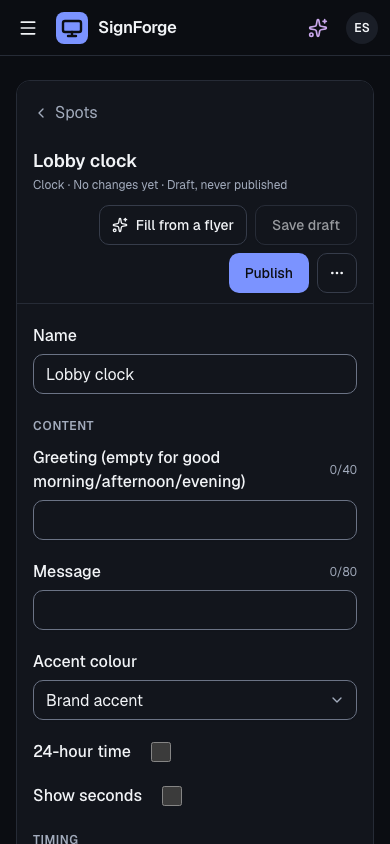 SignForge
ES
Spots
Lobby clock
Clock · No changes yet · Draft, never published
Fill from a flyer
Save draft
Publish
Name
Lobby clock
CONTENT
Greeting (empty for good
morning/afternoon/evening)
0/40
Message
0/80
Accent colour
Brand accent
24-hour time
Show seconds
TIMING